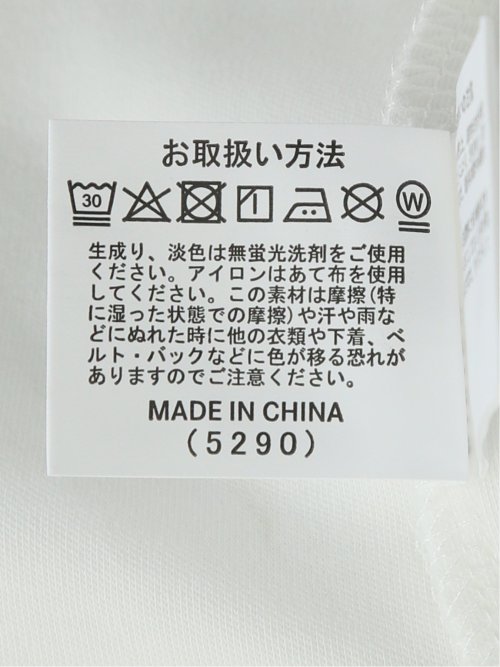 お取扱い方法
30 W
生成り、淡色は無蛍光洗剤をご使用
ください。アイロンはあて布を使用
してください。この素材は摩擦(特
に湿った状態での摩擦)や汗や雨な
どにぬれた時に他の衣類や下着、ベ
ルト・バックなどに色が移る恐れが
ありますのでご注意ください。
MADE IN CHINA
(5290)